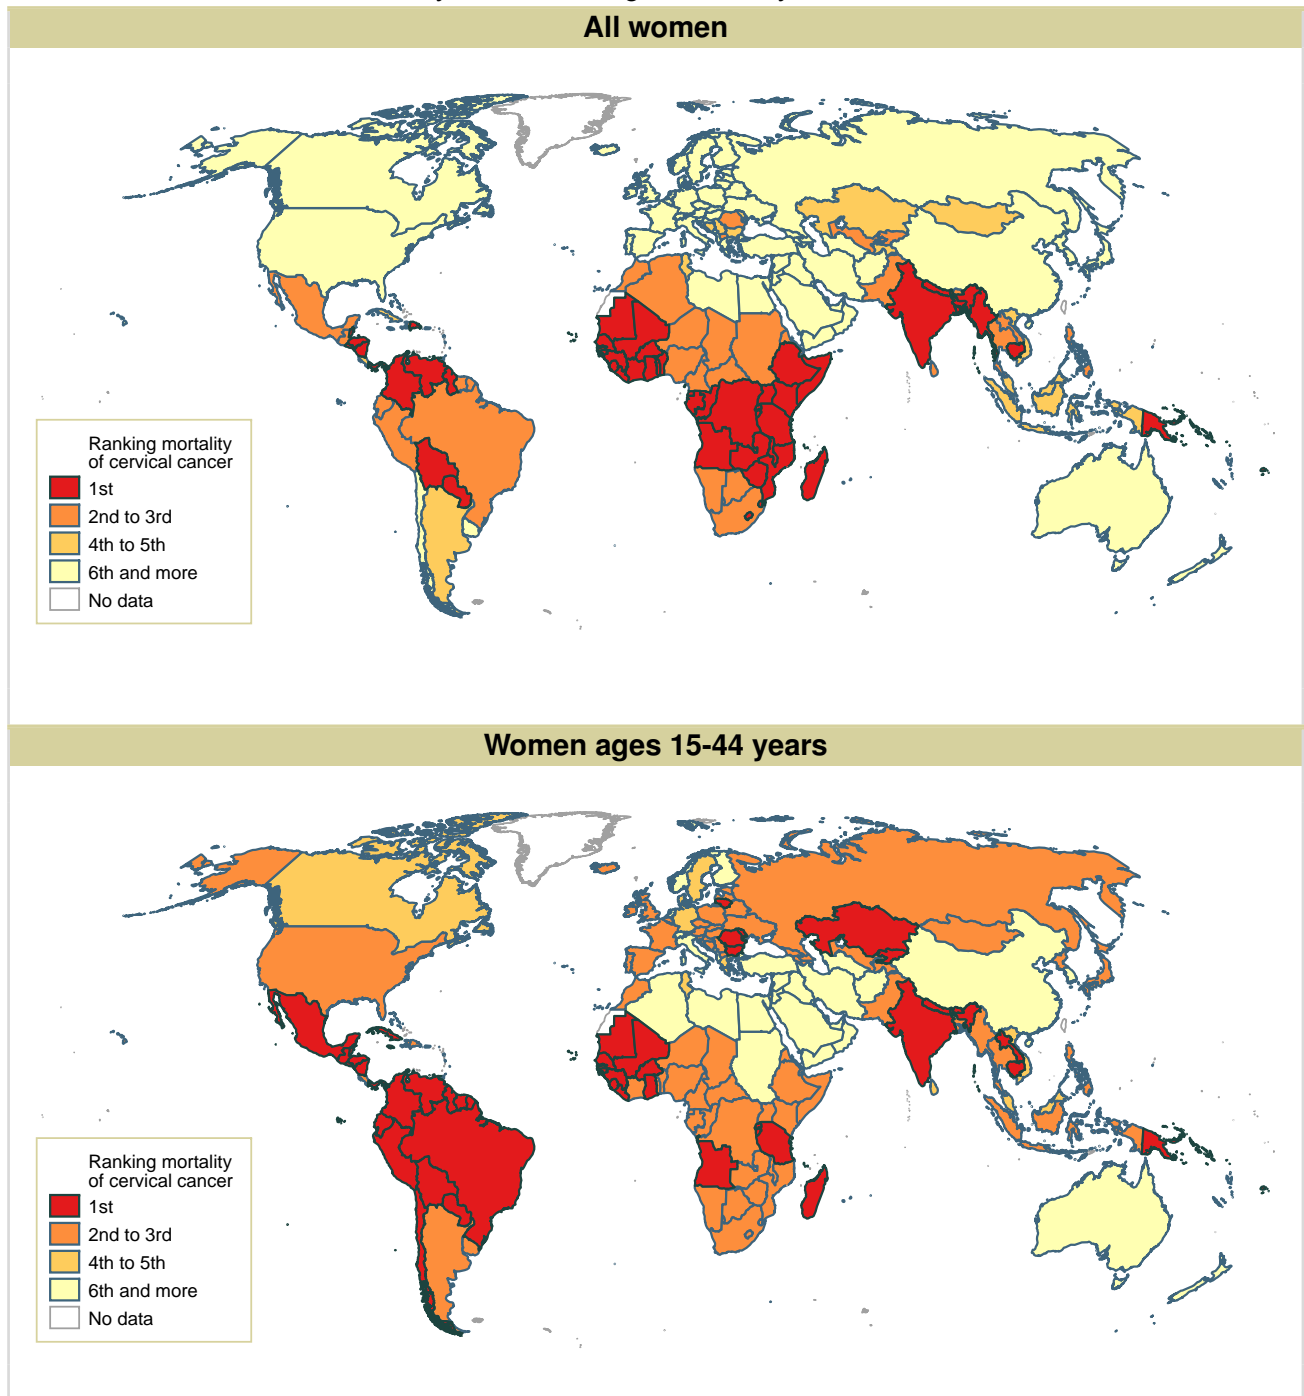 All women
Ranking mortality
of cervical cancer
1st
2nd to 3rd
4th to 5th
6th and more
No data
Women ages 15-44 years
Ranking mortality
of cervical cancer
1st
2nd to 3rd
4th to 5th
6th and more
No data